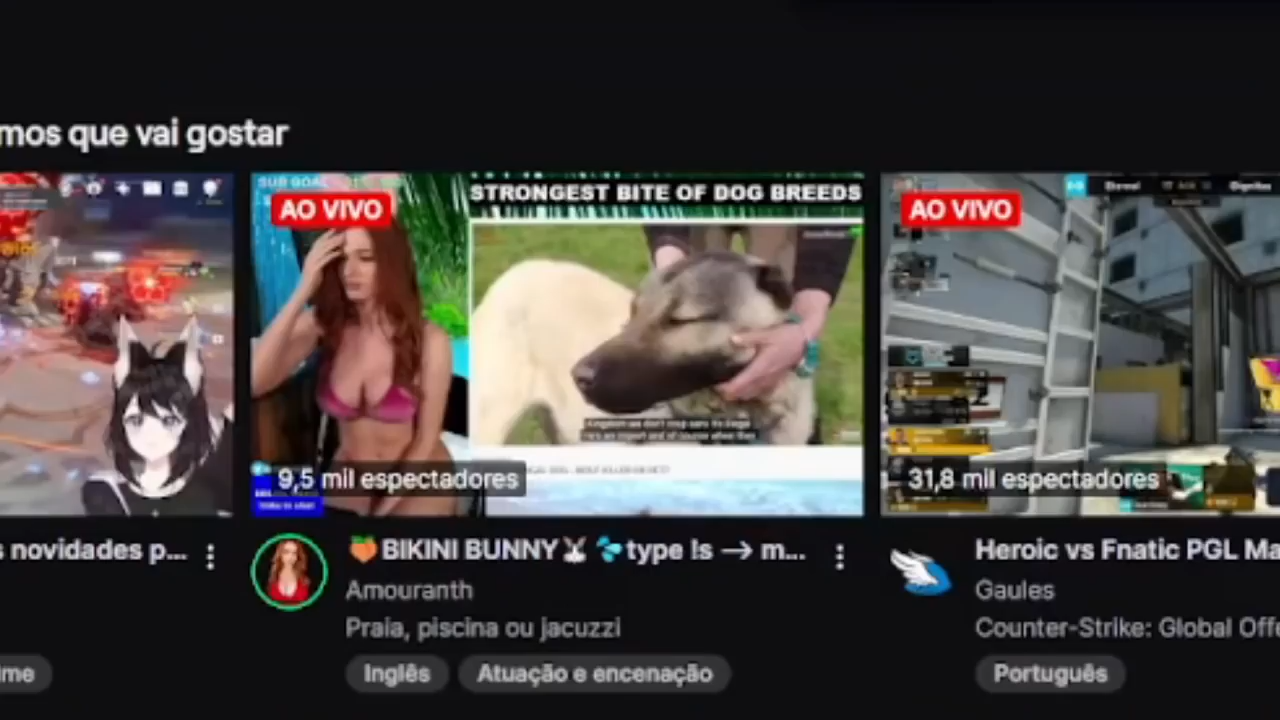 mos que vai gostar
SUB GOAL
AO VIVO
STRONGEST BITE OF DOG BREEDS
AO VIVO
9,5 mil espectadores
31,8 mil espectadores
s novidades p...
🍑BIKINI BUNNY🐰 💦type !s --> m...
Heroic vs Fnatic PGL Ma
Amouranth
Gaules
Praia, piscina ou jacuzzi
Counter-Strike: Global Offe
ime
Inglês
Atuação e encenação
Português